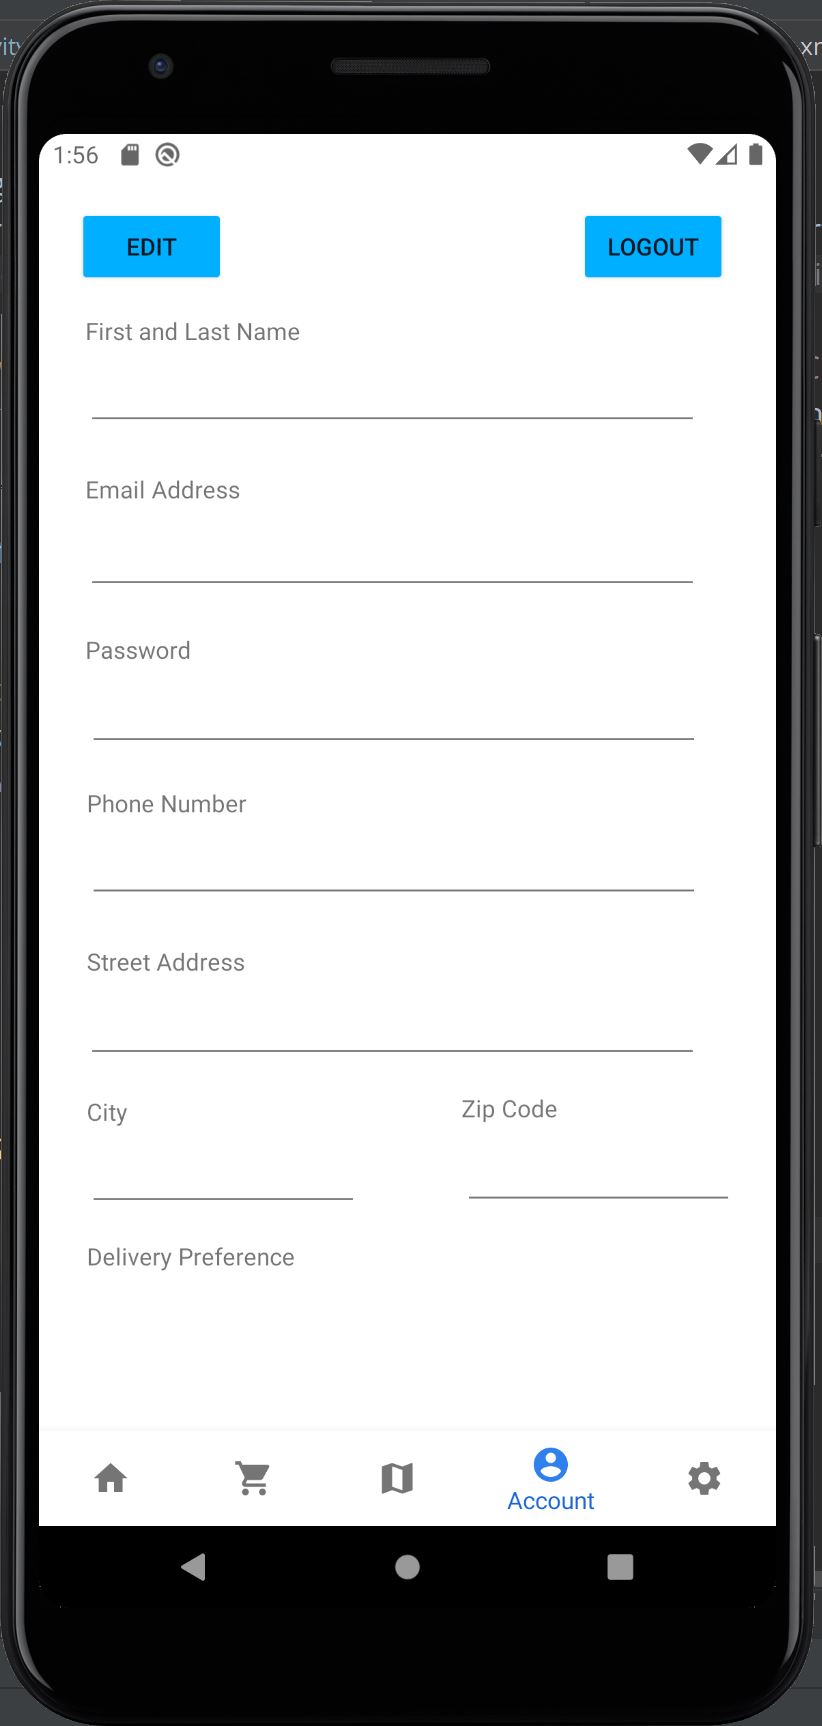 1:56
EDIT LOGOUT
First and Last Name
Email Address
Password
Phone Number
Street Address
City Zip Code
Delivery Preference
Account